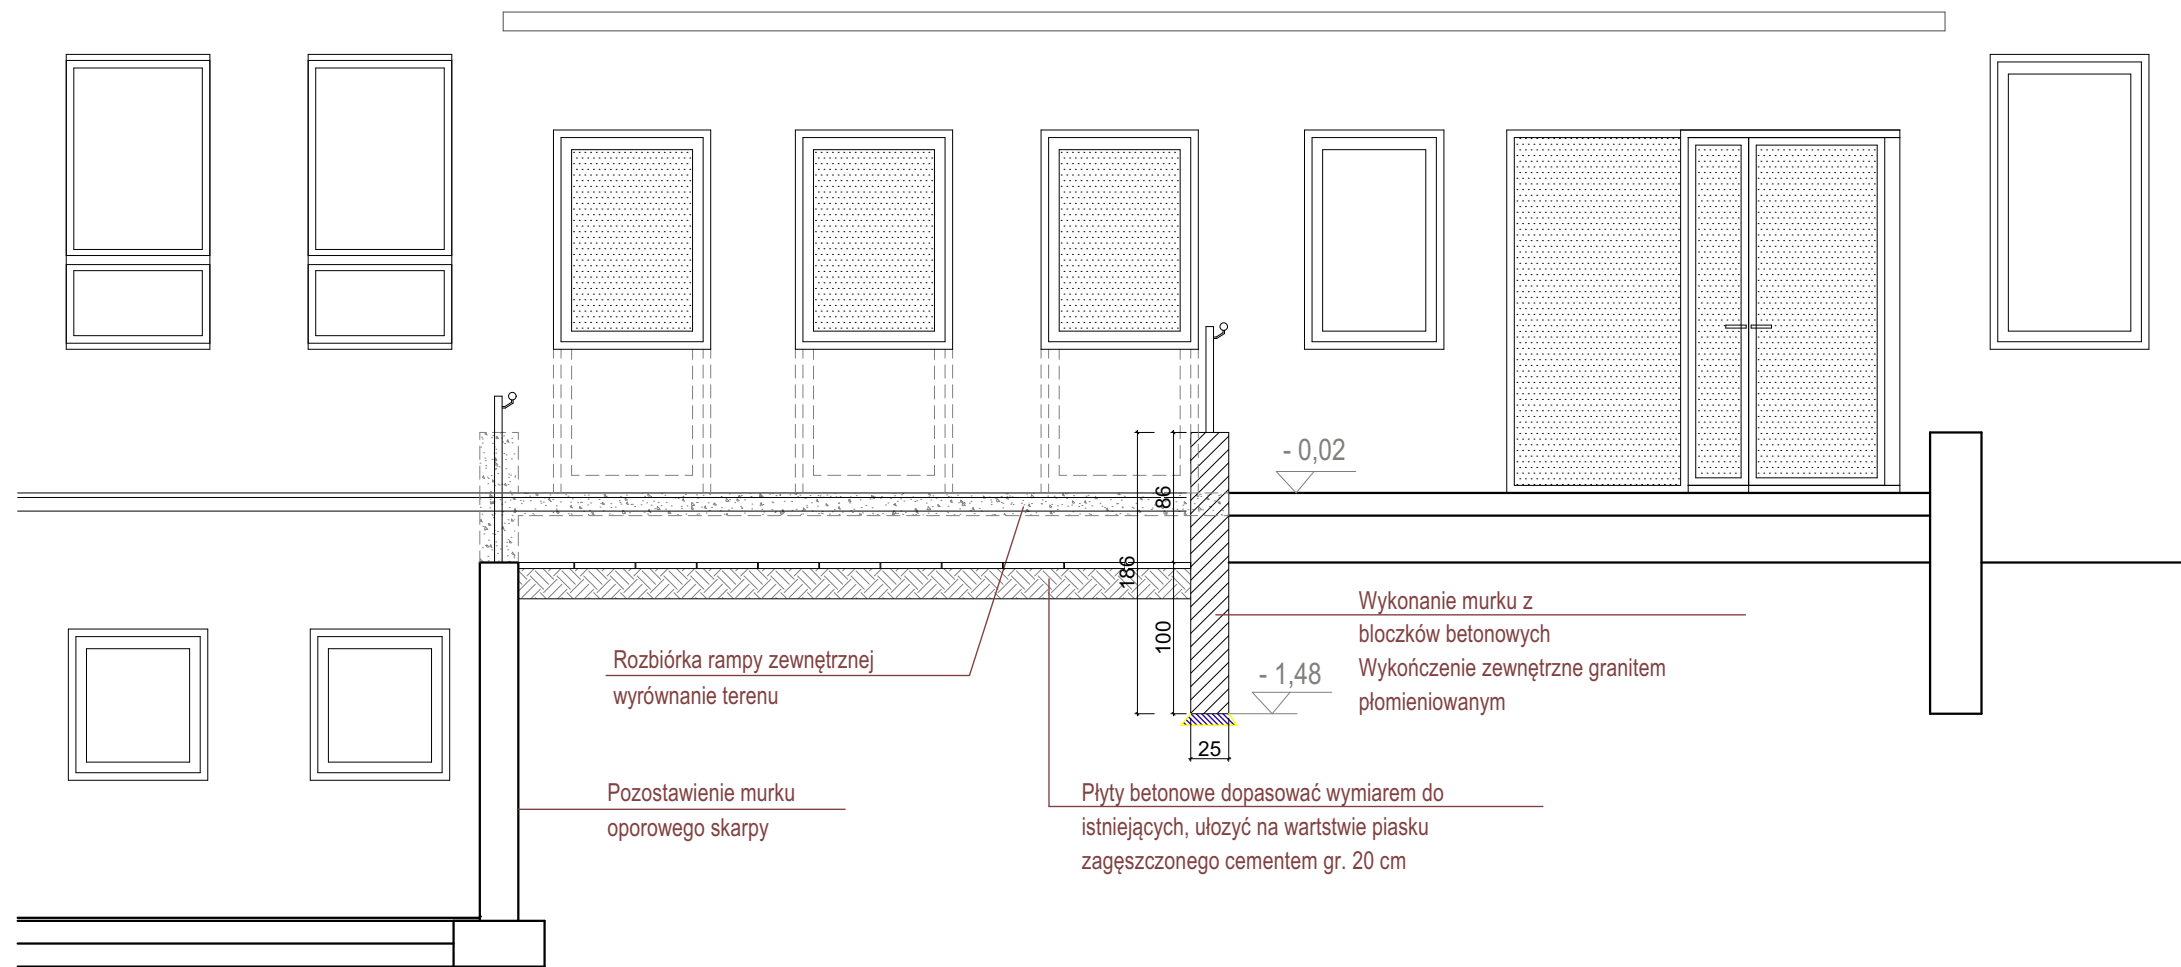 - 0,02
86
186
100
- 1,48
25
Wykonanie murku z
bloczków betonowych
Wykończenie zewnętrzne granitem
płomieniowanym
Rozbiórka rampy zewnętrznej
wyrównanie terenu
Pozostawienie murku
oporowego skarpy
Płyty betonowe dopasować wymiarem do
istniejących, ułozyć na wartstwie piasku
zagęszczonego cementem gr. 20 cm